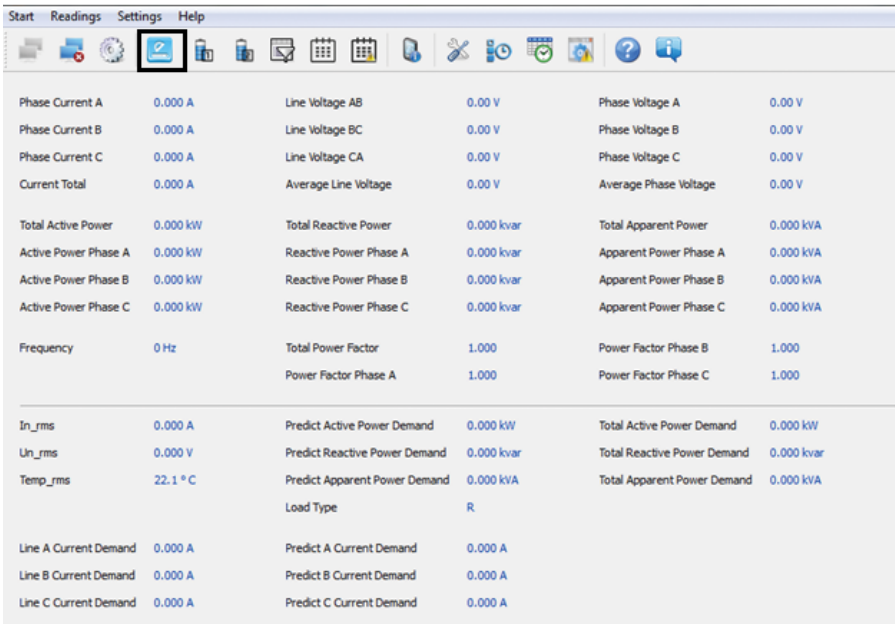 Start Readings Settings Help
Phase Current A 0.000 A Line Voltage AB 0.00 V Phase Voltage A 0.00 V
Phase Current B 0.000 A Line Voltage BC 0.00 V Phase Voltage B 0.00 V
Phase Current C 0.000 A Line Voltage CA 0.00 V Phase Voltage C 0.00 V
Current Total 0.000 A Average Line Voltage 0.00 V Average Phase Voltage 0.00 V
Total Active Power 0.000 kW Total Reactive Power 0.000 kvar Total Apparent Power 0.000 kVA
Active Power Phase A 0.000 kW Reactive Power Phase A 0.000 kvar Apparent Power Phase A 0.000 kVA
Active Power Phase B 0.000 kW Reactive Power Phase B 0.000 kvar Apparent Power Phase B 0.000 kVA
Active Power Phase C 0.000 kW Reactive Power Phase C 0.000 kvar Apparent Power Phase C 0.000 kVA
Frequency 0 Hz Total Power Factor 1.000 Power Factor Phase B 1.000
Power Factor Phase A 1.000 Power Factor Phase C 1.000
In_rms 0.000 A Predict Active Power Demand 0.000 kW Total Active Power Demand 0.000 kW
Un_rms 0.000 V Predict Reactive Power Demand 0.000 kvar Total Reactive Power Demand 0.000 kvar
Temp_rms 22.1 ° C Predict Apparent Power Demand 0.000 kVA Total Apparent Power Demand 0.000 kVA
Load Type R
Line A Current Demand 0.000 A Predict A Current Demand 0.000 A
Line B Current Demand 0.000 A Predict B Current Demand 0.000 A
Line C Current Demand 0.000 A Predict C Current Demand 0.000 A